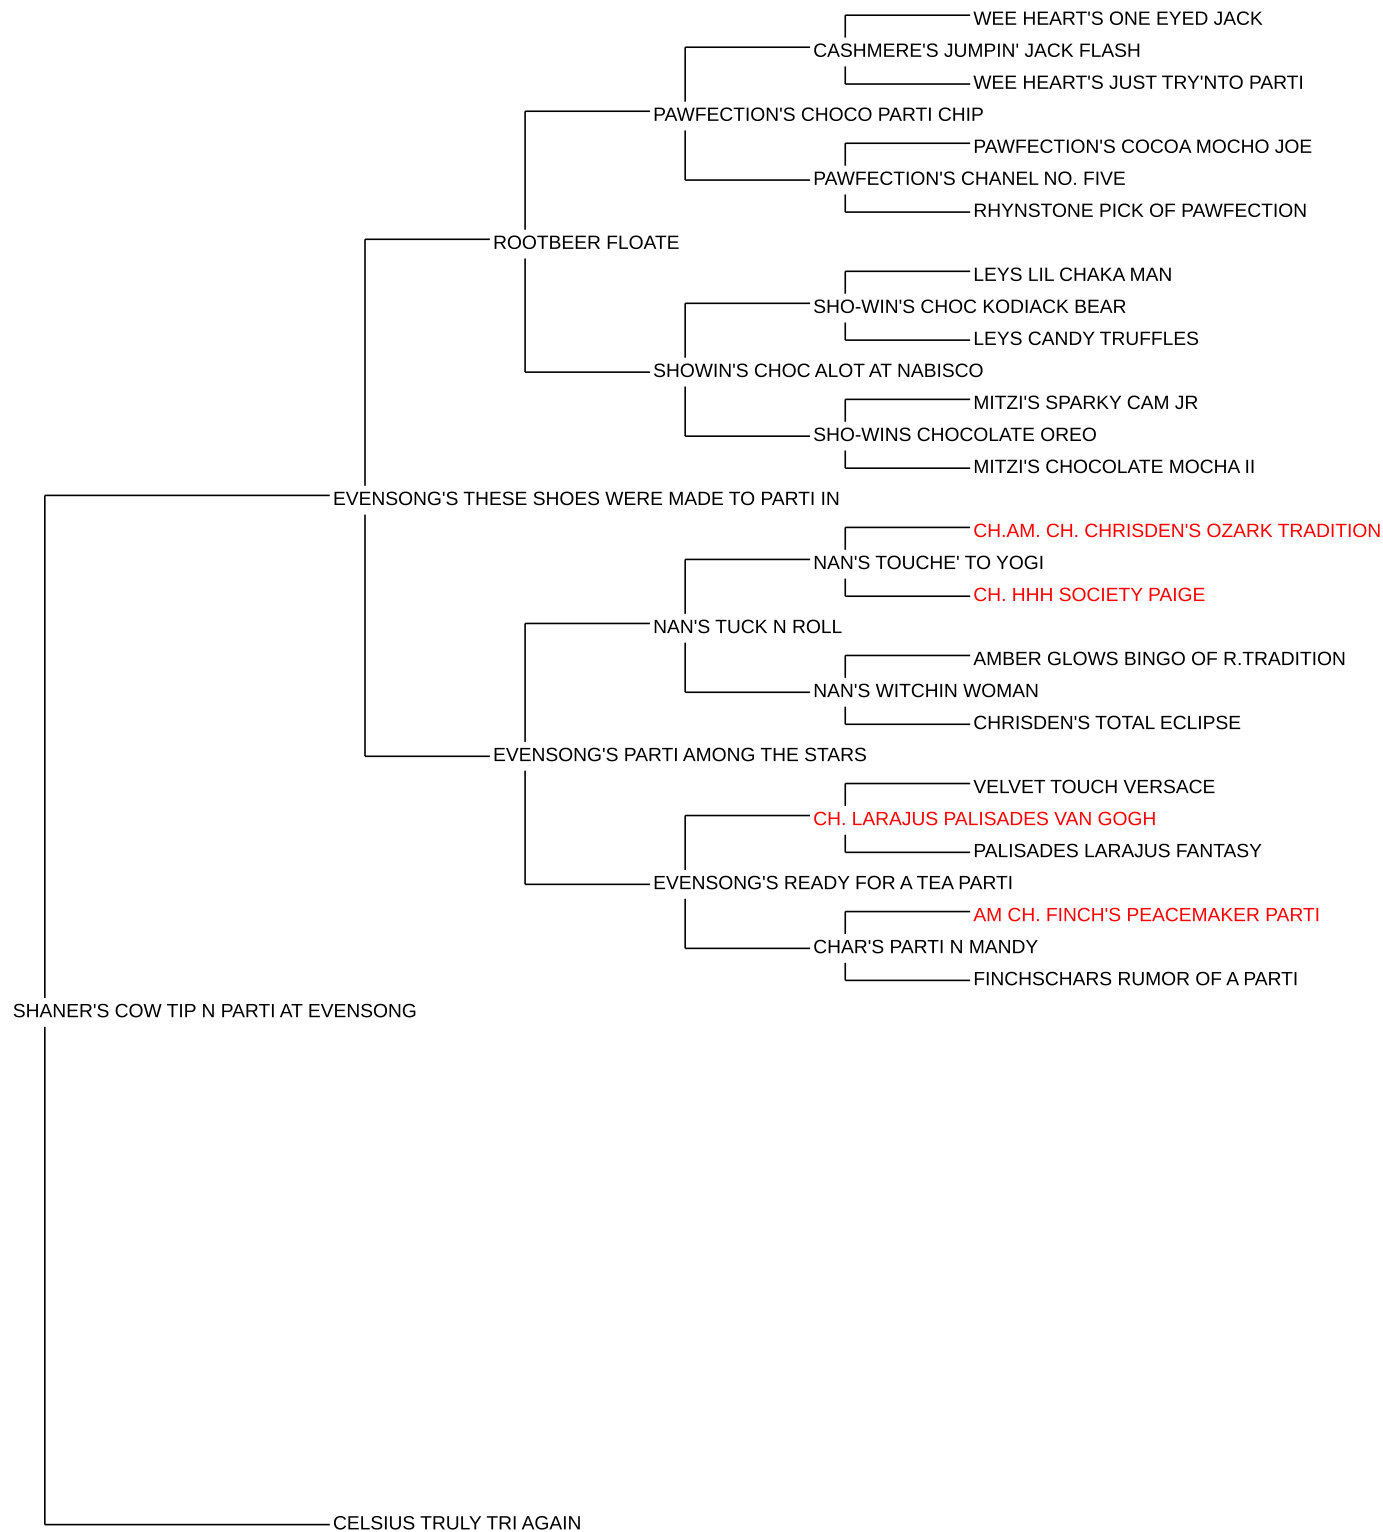 WEE HEART'S ONE EYED JACK
CASHMERE'S JUMPIN' JACK FLASH
WEE HEART'S JUST TRY'NTO PARTI
PAWFECTION'S CHOCO PARTI CHIP
PAWFECTION'S COCOA MOCHO JOE
PAWFECTION'S CHANEL NO. FIVE
RHYNSTONE PICK OF PAWFECTION
ROOTBEER FLOATE
LEYS LIL CHAKA MAN
SHO-WIN'S CHOC KODIACK BEAR
LEYS CANDY TRUFFLES
SHOWIN'S CHOC ALOT AT NABISCO
MITZI'S SPARKY CAM JR
SHO-WINS CHOCOLATE OREO
MITZI'S CHOCOLATE MOCHA II
EVENSONG'S THESE SHOES WERE MADE TO PARTI IN
CH.AM. CH. CHRISDEN'S OZARK TRADITION
NAN'S TOUCHE' TO YOGI
CH. HHH SOCIETY PAIGE
NAN'S TUCK N ROLL
AMBER GLOWS BINGO OF R.TRADITION
NAN'S WITCHIN WOMAN
CHRISDEN'S TOTAL ECLIPSE
EVENSONG'S PARTI AMONG THE STARS
VELVET TOUCH VERSACE
CH. LARAJUS PALISADES VAN GOGH
PALISADES LARAJUS FANTASY
EVENSONG'S READY FOR A TEA PARTI
AM CH. FINCH'S PEACEMAKER PARTI
CHAR'S PARTI N MANDY
FINCHSCHARS RUMOR OF A PARTI
SHANER'S COW TIP N PARTI AT EVENSONG
CELSIUS TRULY TRI AGAIN